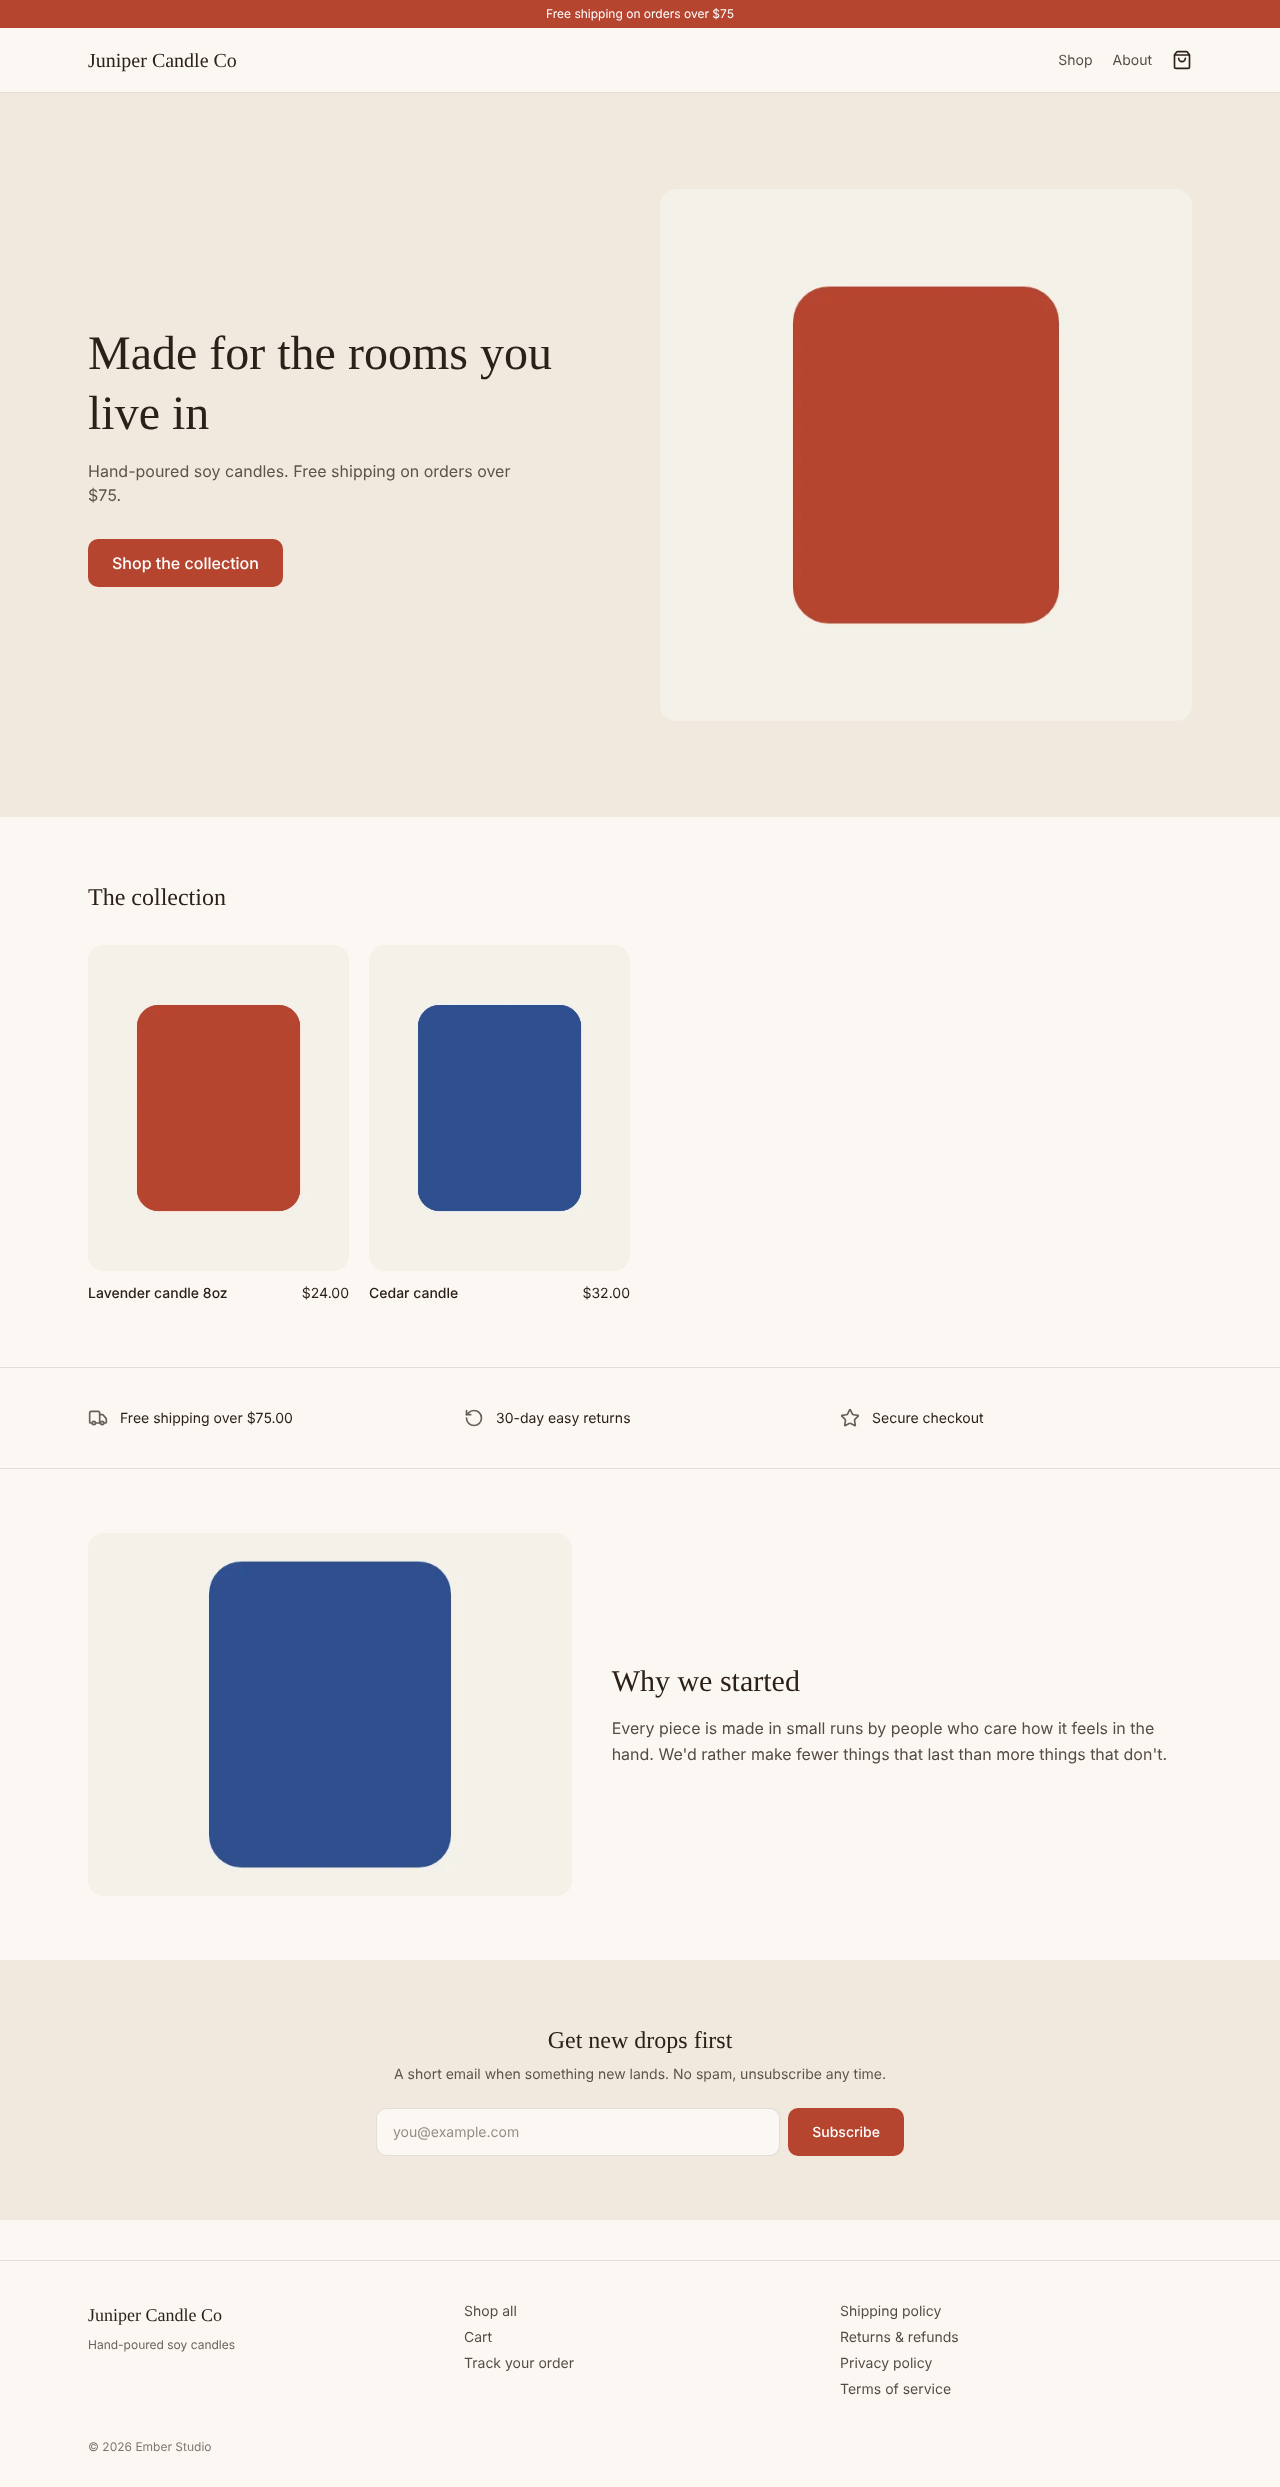 Free shipping on orders over $75
Juniper Candle Co
Shop
About
Made for the rooms you
live in
Hand-poured soy candles. Free shipping on orders over
$75.
Shop the collection
The collection
Lavender candle 8oz
$24.00
Cedar candle
$32.00
Free shipping over $75.00
30-day easy returns
Secure checkout
Why we started
Every piece is made in small runs by people who care how it feels in the
hand. We'd rather make fewer things that last than more things that don't.
Get new drops first
A short email when something new lands. No spam, unsubscribe any time.
you@example.com
Subscribe
Juniper Candle Co
Hand-poured soy candles
Shop all
Cart
Track your order
Shipping policy
Returns & refunds
Privacy policy
Terms of service
© 2026 Ember Studio